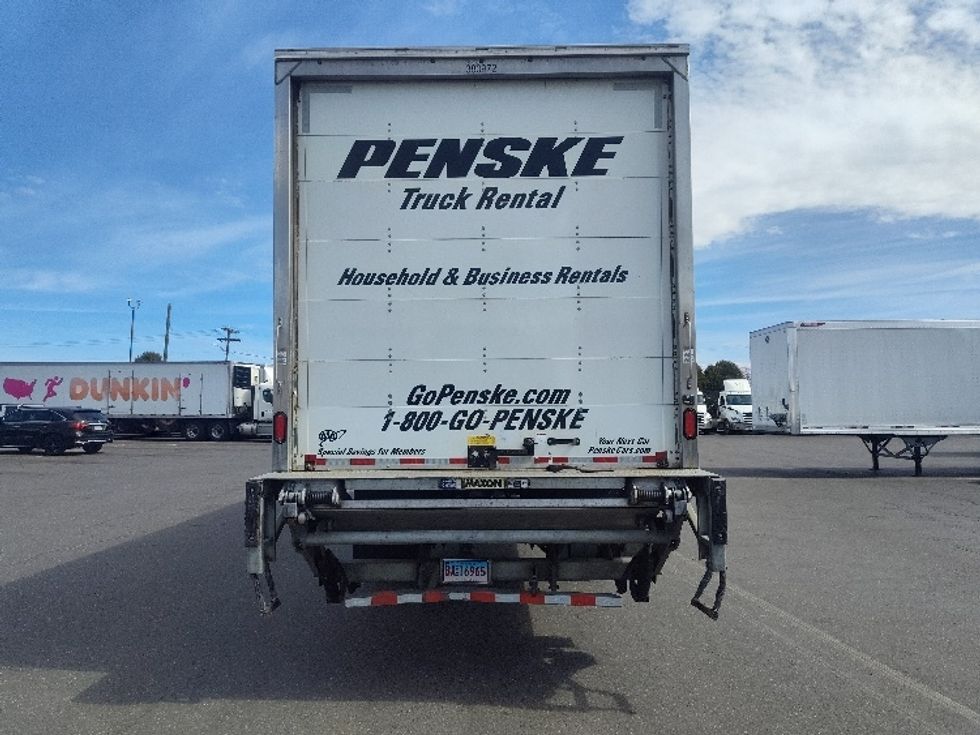 383972
PENSKE
Truck Rental
Household & Business Rentals
DUNKIN'
GoPenske.com
1-800-GO-PENSKE
AAA
Special Savings for Members
Your Next Car
PenskeCars.com
MAXON